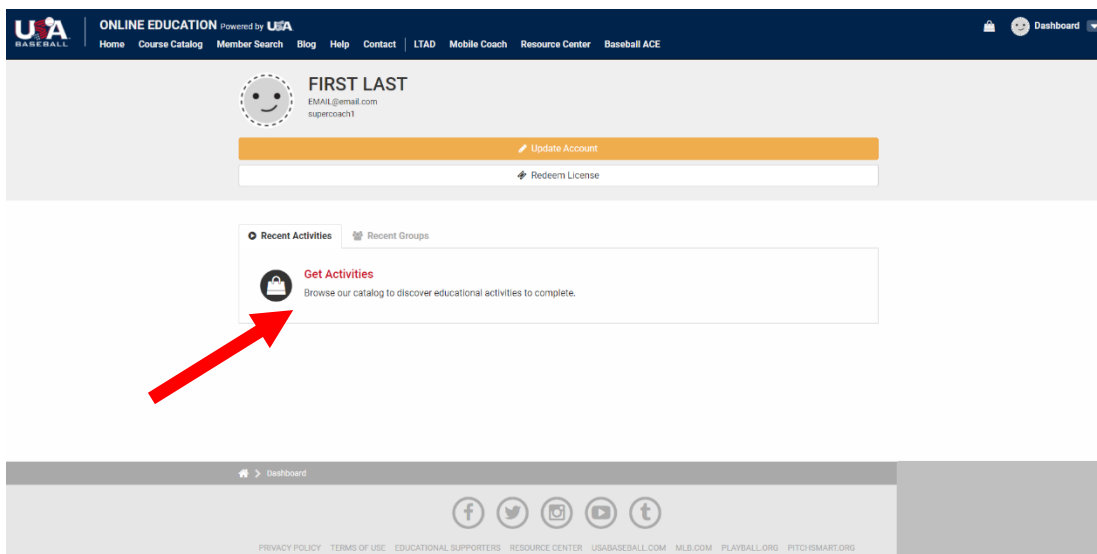 USA
BASEBALL
ONLINE EDUCATION Powered by USA
Home Course Catalog Member Search Blog Help Contact | LTAD Mobile Coach Resource Center Baseball ACE
Dashboard
FIRST LAST
EMAIL@email.com
supercoach1
Update Account
Redeem License
Recent Activities Recent Groups
Get Activities
Browse our catalog to discover educational activities to complete.
Dashboard
PRIVACY POLICY TERMS OF USE EDUCATIONAL SUPPORTERS RESOURCE CENTER USABASEBALL.COM MLB.COM PLAYBALL.ORG PITCHSMART.ORG